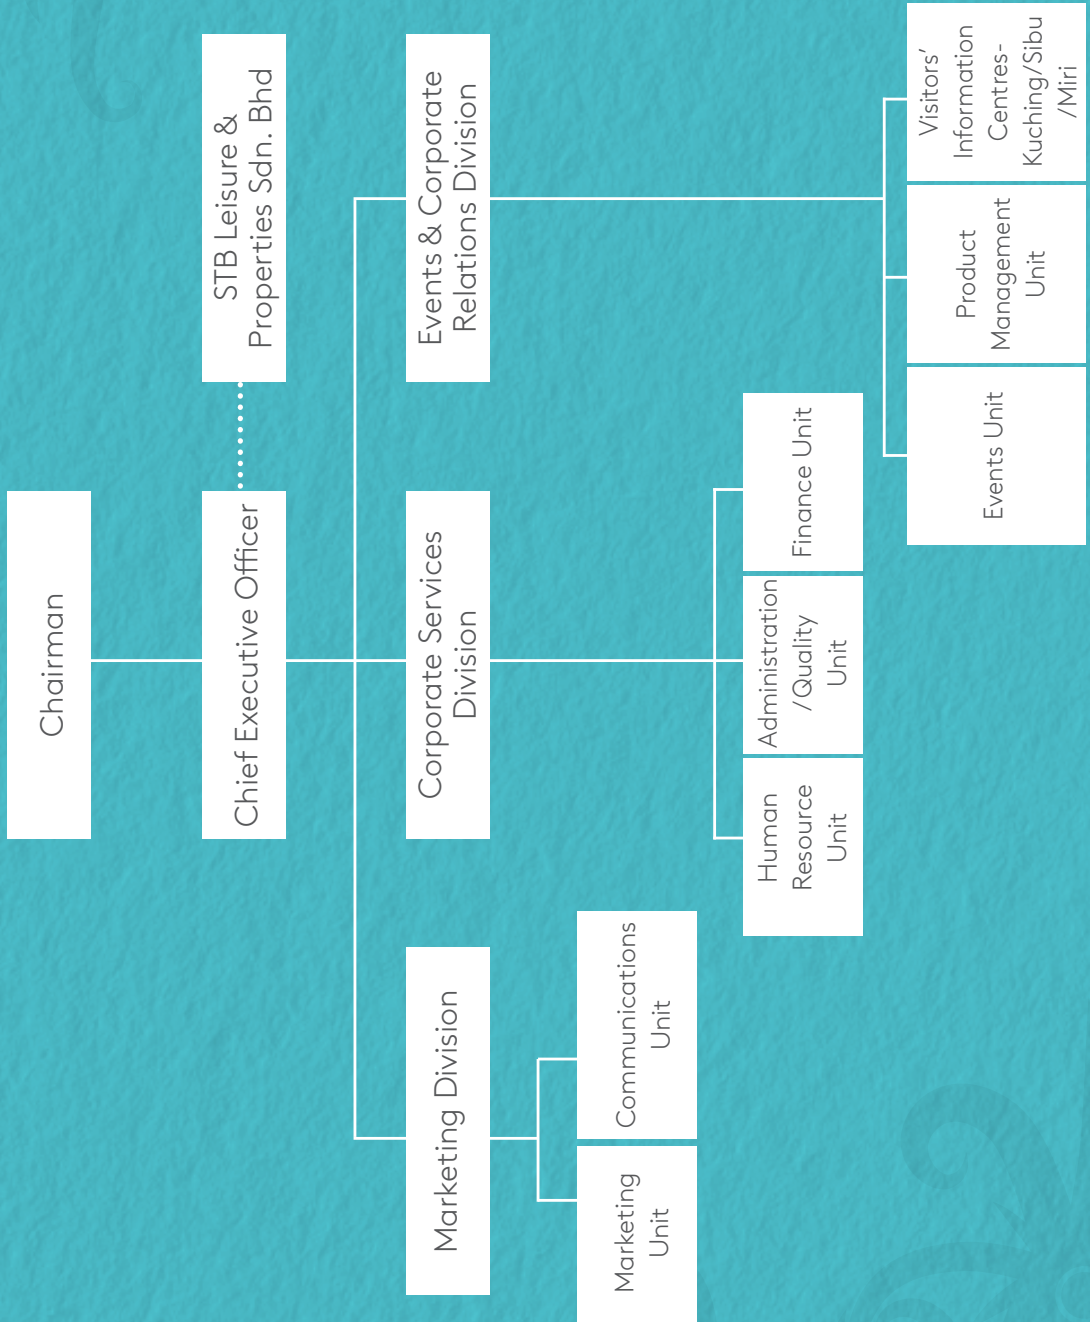 Chairman
Chief Executive Officer
STB Leisure &
Properties Sdn. Bhd
Marketing Division
Corporate Services
Division
Events & Corporate
Relations Division
Marketing
Unit
Communications
Unit
Human
Resource
Unit
Administration
/Quality
Unit
Finance Unit
Events Unit
Product
Management
Unit
Visitors’
Information
Centres-
Kuching/Sibu
/Miri